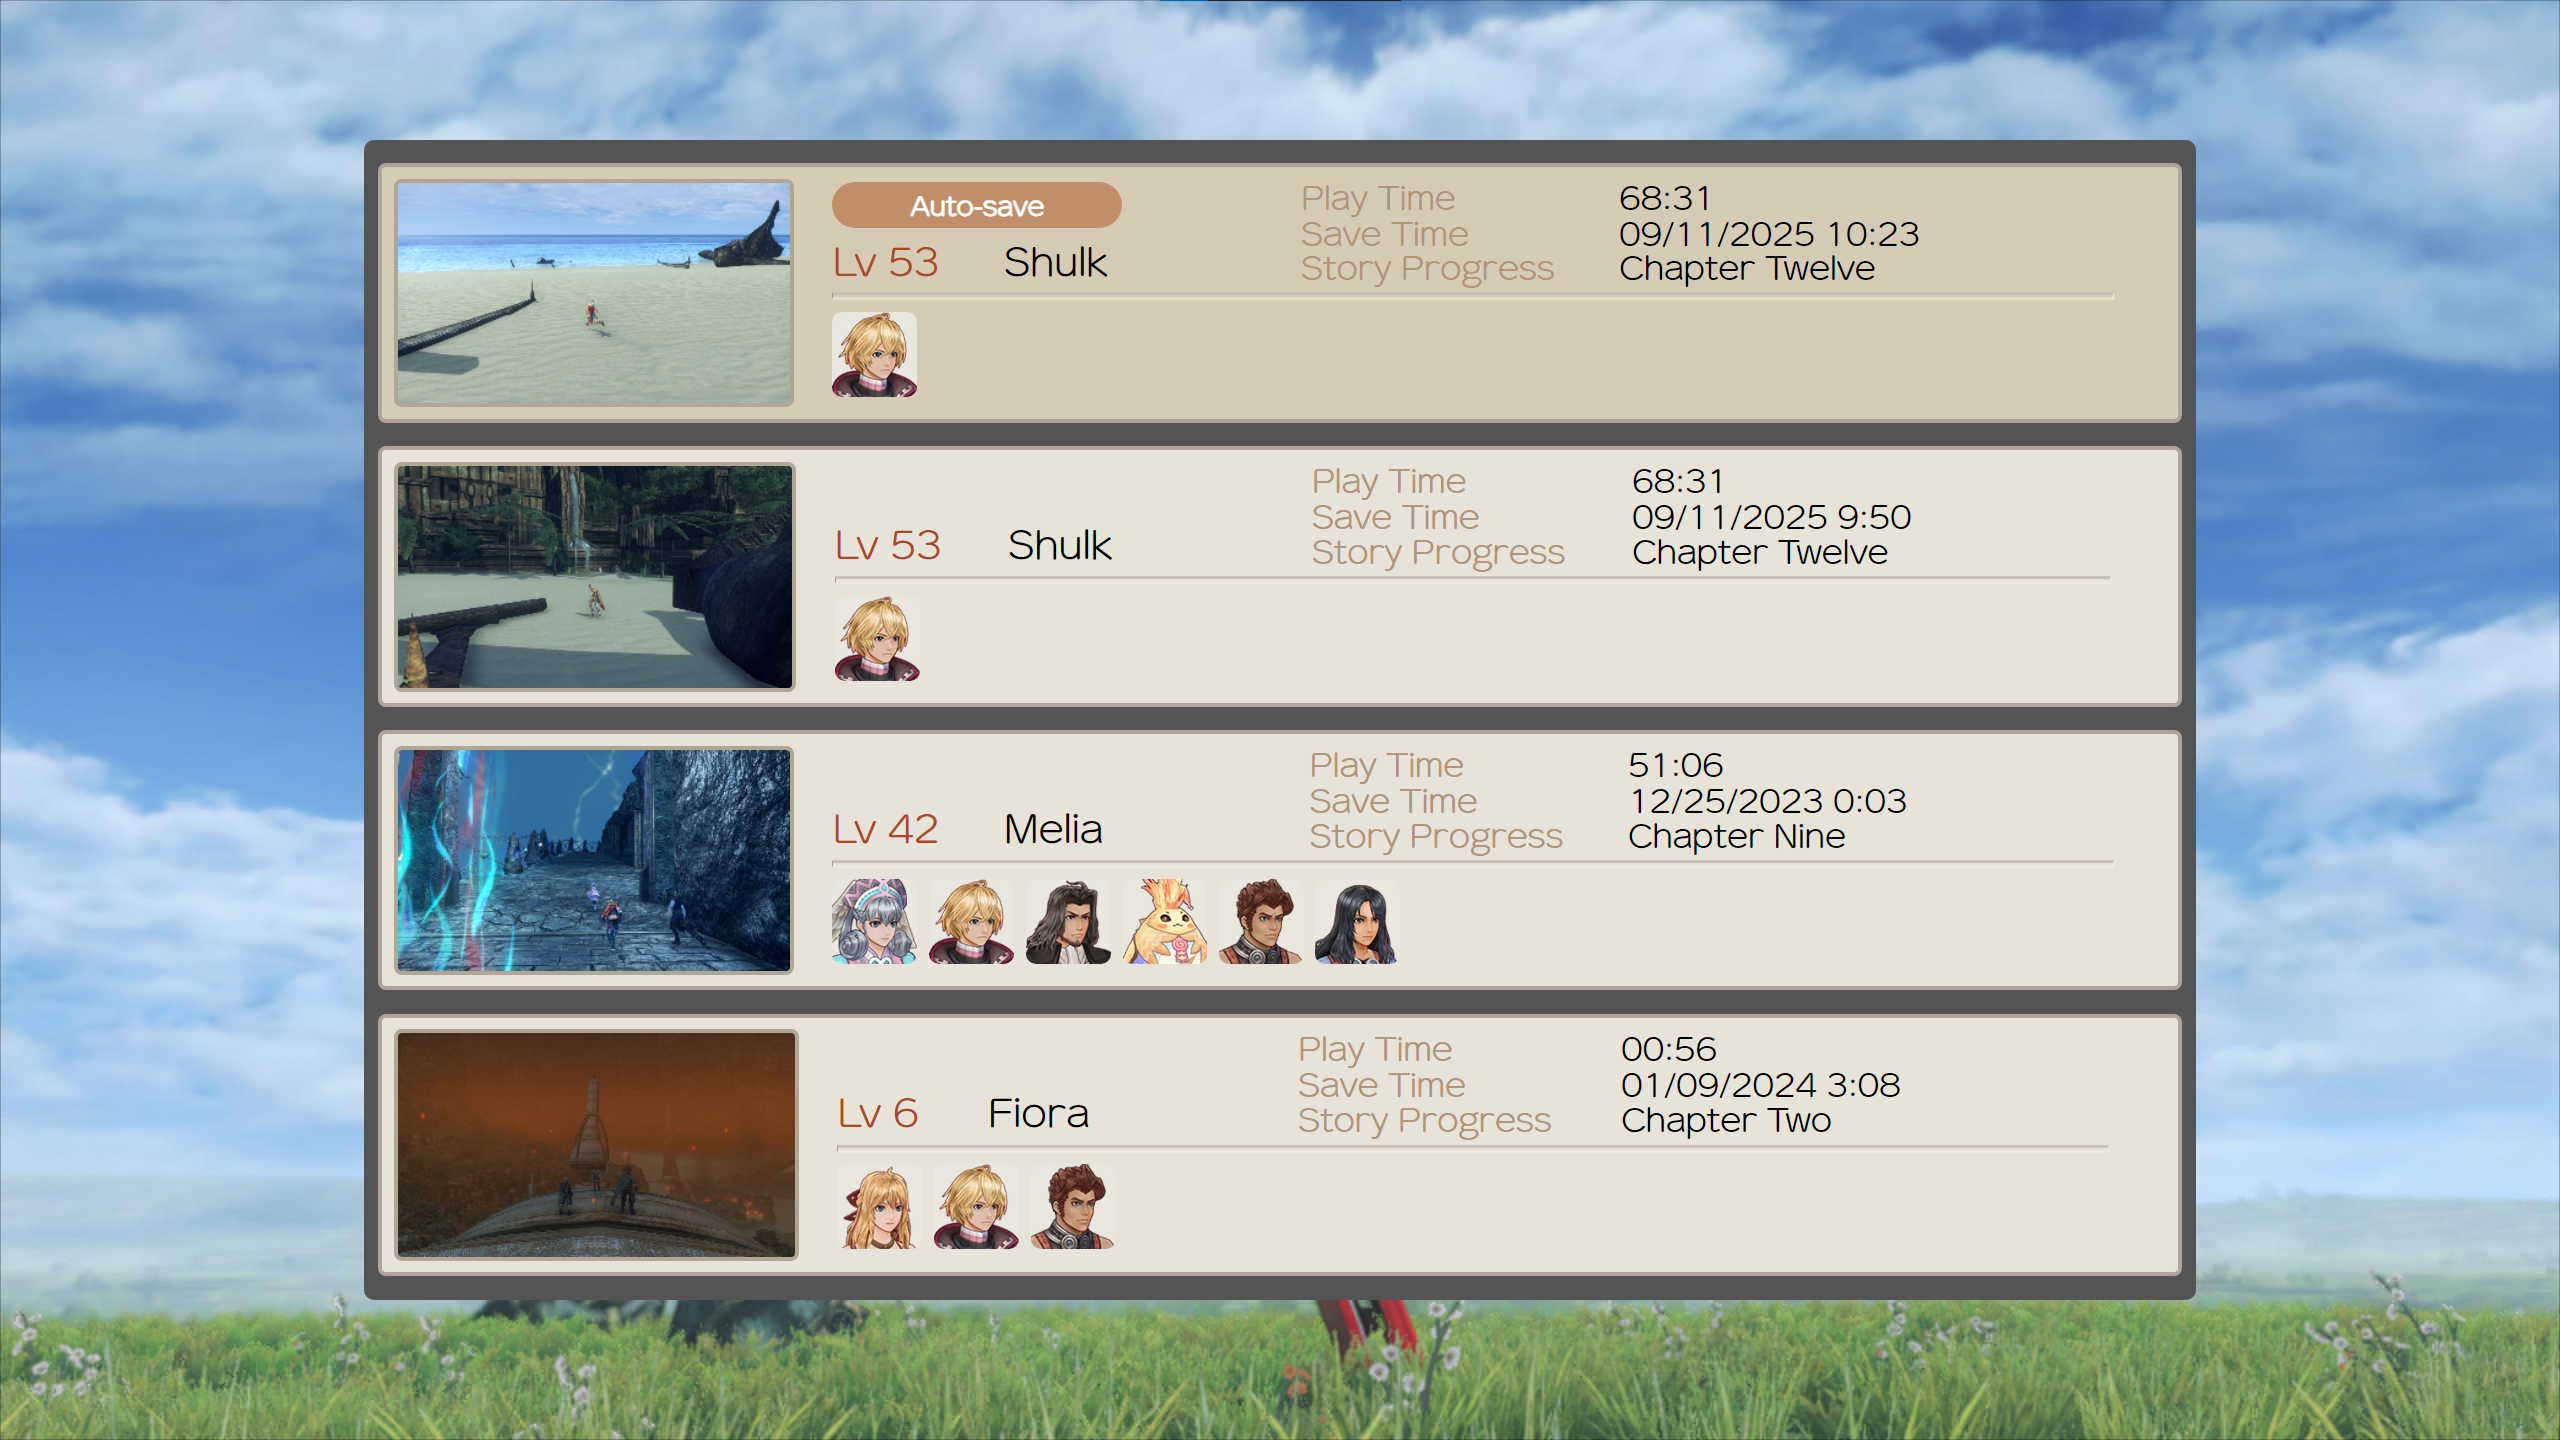 Auto-save
Lv 53 Shulk
Play Time 68:31
Save Time 09/11/2025 10:23
Story Progress Chapter Twelve
Lv 53 Shulk
Play Time 68:31
Save Time 09/11/2025 9:50
Story Progress Chapter Twelve
Lv 42 Melia
Play Time 51:06
Save Time 12/25/2023 0:03
Story Progress Chapter Nine
Lv 6 Fiora
Play Time 00:56
Save Time 01/09/2024 3:08
Story Progress Chapter Two